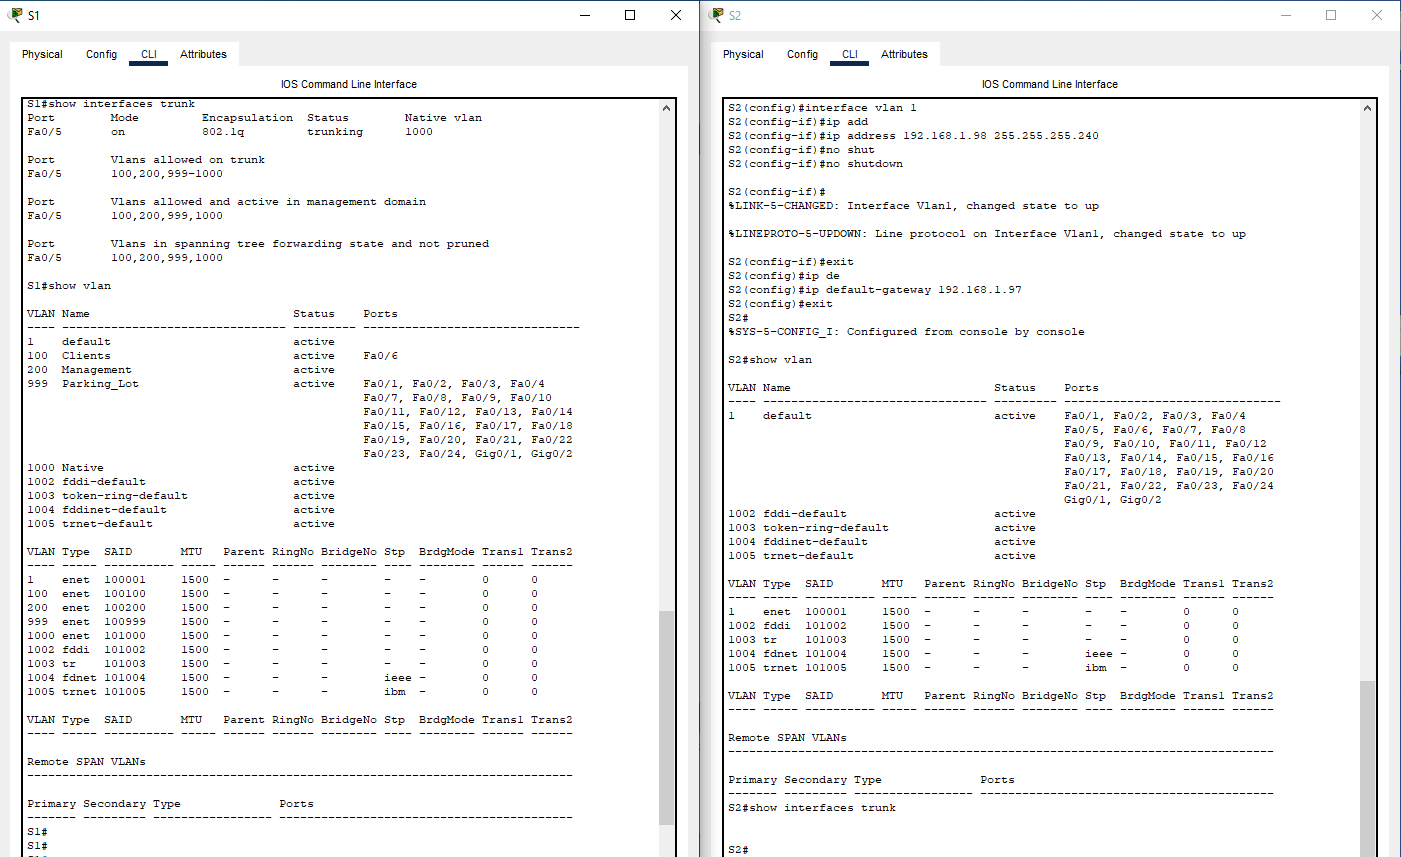 S1
Physical Config CLI Attributes
IOS Command Line Interface
S1#show interfaces trunk
Port Mode Encapsulation Status Native vlan
Fa0/5 on 802.1q trunking 1000
Port Vlans allowed on trunk
Fa0/5 100,200,999-1000
Port Vlans allowed and active in management domain
Fa0/5 100,200,999,1000
Port Vlans in spanning tree forwarding state and not pruned
Fa0/5 100,200,999,1000
S1#show vlan
VLAN Name Status Ports
---- -------------------------------- --------- -------------------------------
1 default active
100 Clients active Fa0/6
200 Management active
999 Parking_Lot active Fa0/1, Fa0/2, Fa0/3, Fa0/4
Fa0/7, Fa0/8, Fa0/9, Fa0/10
Fa0/11, Fa0/12, Fa0/13, Fa0/14
Fa0/15, Fa0/16, Fa0/17, Fa0/18
Fa0/19, Fa0/20, Fa0/21, Fa0/22
Fa0/23, Fa0/24, Gig0/1, Gig0/2
1000 Native active
1002 fddi-default active
1003 token-ring-default active
1004 fddinet-default active
1005 trnet-default active
VLAN Type SAID MTU Parent RingNo BridgeNo Stp BrdgMode Trans1 Trans2
---- ----- ---------- ----- ------ ------ -------- ---- -------- ------ ------
1 enet 100001 1500 - - - - - 0 0
100 enet 100100 1500 - - - - - 0 0
200 enet 100200 1500 - - - - - 0 0
999 enet 100999 1500 - - - - - 0 0
1000 enet 101000 1500 - - - - - 0 0
1002 fddi 101002 1500 - - - - - 0 0
1003 tr 101003 1500 - - - - - 0 0
1004 fdnet 101004 1500 - - - ieee - 0 0
1005 trnet 101005 1500 - - - ibm - 0 0
VLAN Type SAID MTU Parent RingNo BridgeNo Stp BrdgMode Trans1 Trans2
---- ----- ---------- ----- ------ ------ -------- ---- -------- ------ ------
Remote SPAN VLANs
------------------------------------------------------------------------------
Primary Secondary Type Ports
------- --------- ----------------- ------------------------------------------
S1#
S1#
S2
Physical Config CLI Attributes
IOS Command Line Interface
S2(config)#interface vlan 1
S2(config-if)#ip add
S2(config-if)#ip address 192.168.1.98 255.255.255.240
S2(config-if)#no shut
S2(config-if)#no shutdown
S2(config-if)#
%LINK-5-CHANGED: Interface Vlan1, changed state to up
%LINEPROTO-5-UPDOWN: Line protocol on Interface Vlan1, changed state to up
S2(config-if)#exit
S2(config)#ip de
S2(config)#ip default-gateway 192.168.1.97
S2(config)#exit
S2#
%SYS-5-CONFIG_I: Configured from console by console
S2#show vlan
VLAN Name Status Ports
---- -------------------------------- --------- -------------------------------
1 default active Fa0/1, Fa0/2, Fa0/3, Fa0/4
Fa0/5, Fa0/6, Fa0/7, Fa0/8
Fa0/9, Fa0/10, Fa0/11, Fa0/12
Fa0/13, Fa0/14, Fa0/15, Fa0/16
Fa0/17, Fa0/18, Fa0/19, Fa0/20
Fa0/21, Fa0/22, Fa0/23, Fa0/24
Gig0/1, Gig0/2
1002 fddi-default active
1003 token-ring-default active
1004 fddinet-default active
1005 trnet-default active
VLAN Type SAID MTU Parent RingNo BridgeNo Stp BrdgMode Trans1 Trans2
---- ----- ---------- ----- ------ ------ -------- ---- -------- ------ ------
1 enet 100001 1500 - - - - - 0 0
1002 fddi 101002 1500 - - - - - 0 0
1003 tr 101003 1500 - - - - - 0 0
1004 fdnet 101004 1500 - - - ieee - 0 0
1005 trnet 101005 1500 - - - ibm - 0 0
VLAN Type SAID MTU Parent RingNo BridgeNo Stp BrdgMode Trans1 Trans2
---- ----- ---------- ----- ------ ------ -------- ---- -------- ------ ------
Remote SPAN VLANs
------------------------------------------------------------------------------
Primary Secondary Type Ports
------- --------- ----------------- ------------------------------------------
S2#show interfaces trunk
S2#